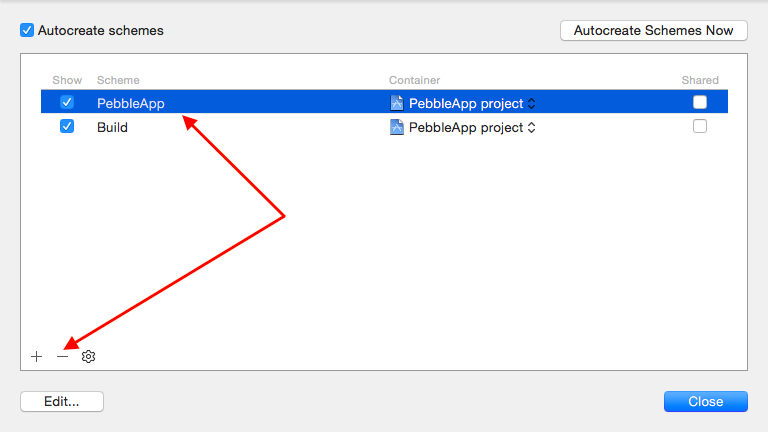 Autocreate schemes
Autocreate Schemes Now
Show Scheme Container Shared
PebbleApp PebbleApp project
Build PebbleApp project
Edit...
Close